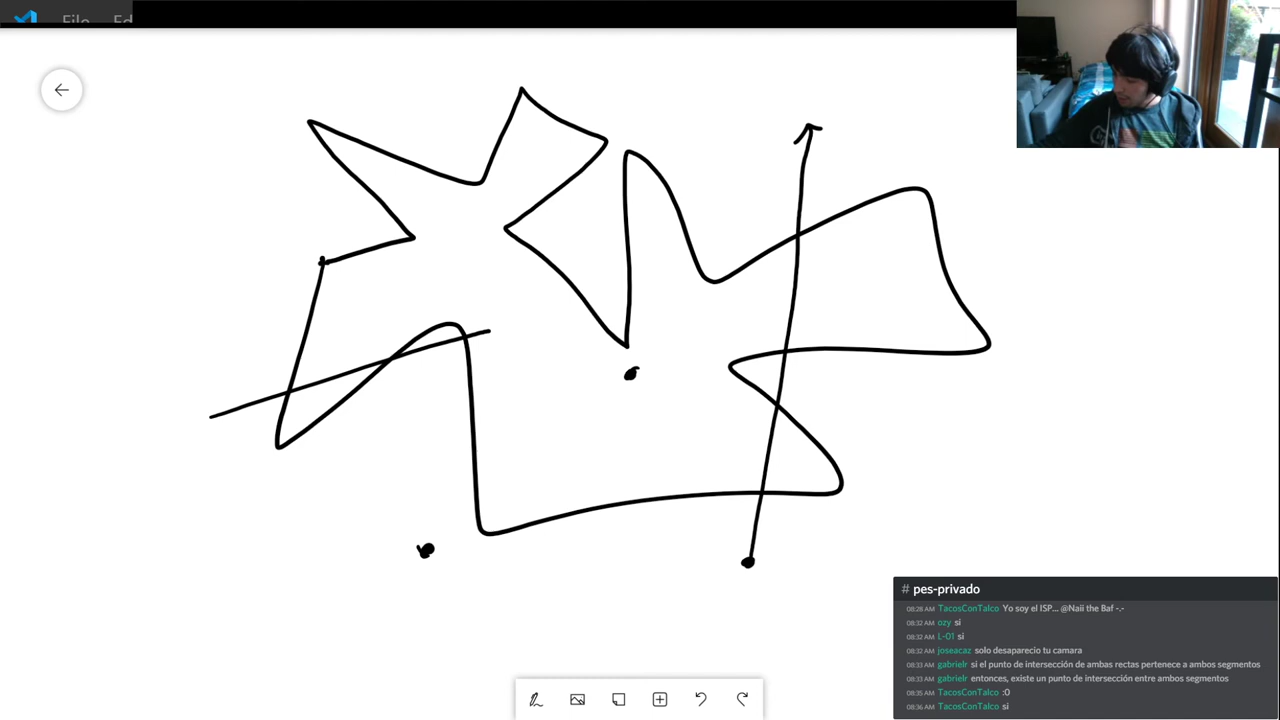 File Ed
# pes-privado
08:28 AM TacosConTalco Yo soy el ISP... @Naii the Baf -.-
08:32 AM ozy si
08:32 AM L-01 si
08:32 AM joseacaz solo desaparecio tu camara
08:33 AM gabrielr si el punto de intersección de ambas rectas pertenece a ambos segmentos
08:33 AM gabrielr entonces, existe un punto de intersección entre ambos segmentos
08:35 AM TacosConTalco :0
08:36 AM TacosConTalco si